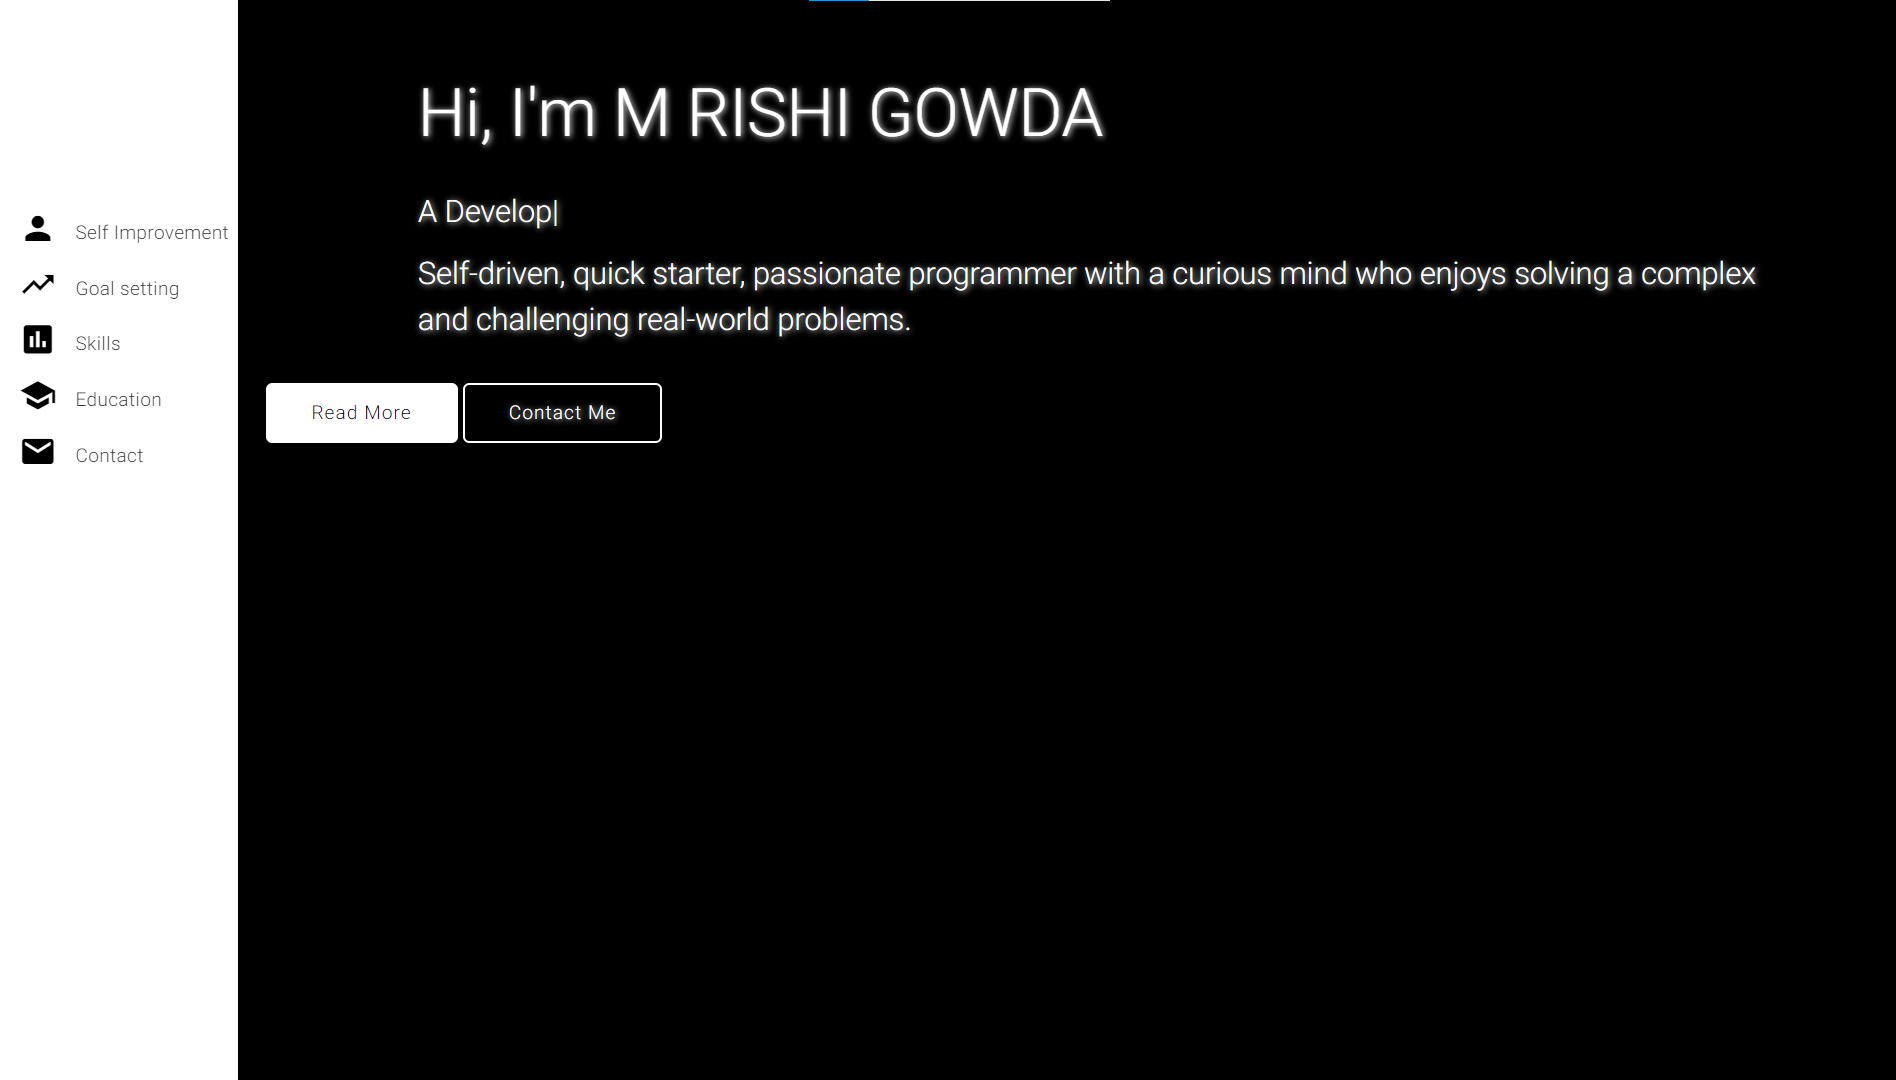 Self Improvement
Goal setting
Skills
Education
Contact
Hi, I'm M RISHI GOWDA
A Develop|
Self-driven, quick starter, passionate programmer with a curious mind who enjoys solving a complex
and challenging real-world problems.
Read More
Contact Me